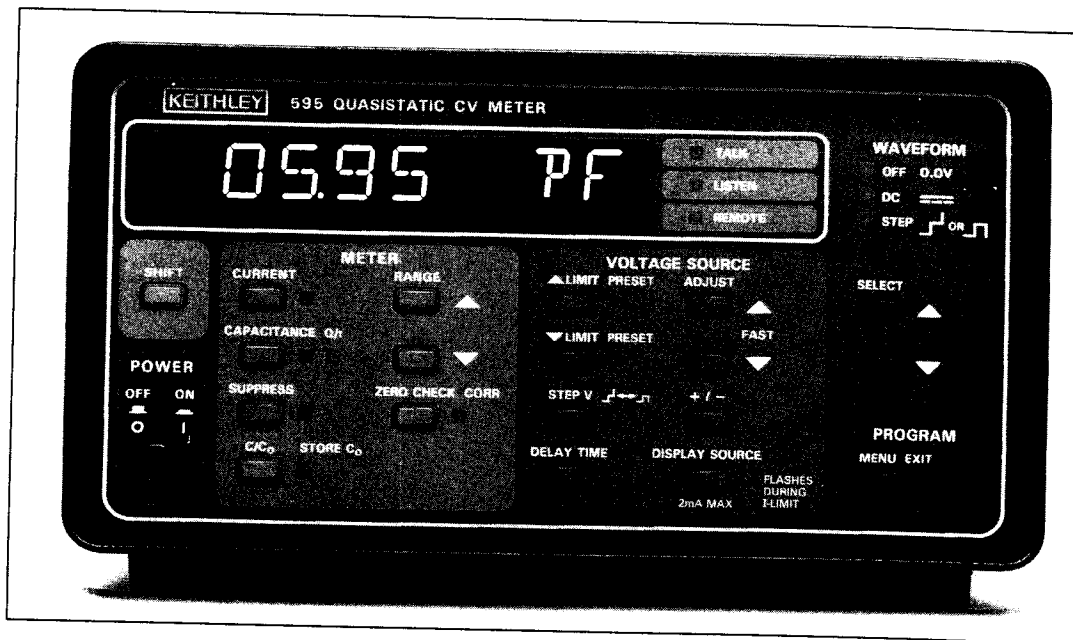 KEITHLEY 595 QUASISTATIC CV METER
05.95 PF
TALK
LISTEN
REMOTE
WAVEFORM
OFF 0.0V
DC
STEP OR
SHIFT
METER
CURRENT
RANGE
CAPACITANCE Q/t
SUPPRESS
ZERO CHECK CORR
C/C₀ STORE C₀
POWER
OFF ON
O I
VOLTAGE SOURCE
LIMIT PRESET
ADJUST
LIMIT PRESET
FAST
STEP V
+ / -
DELAY TIME
DISPLAY SOURCE
2mA MAX
FLASHES
DURING
I-LIMIT
SELECT
PROGRAM
MENU EXIT